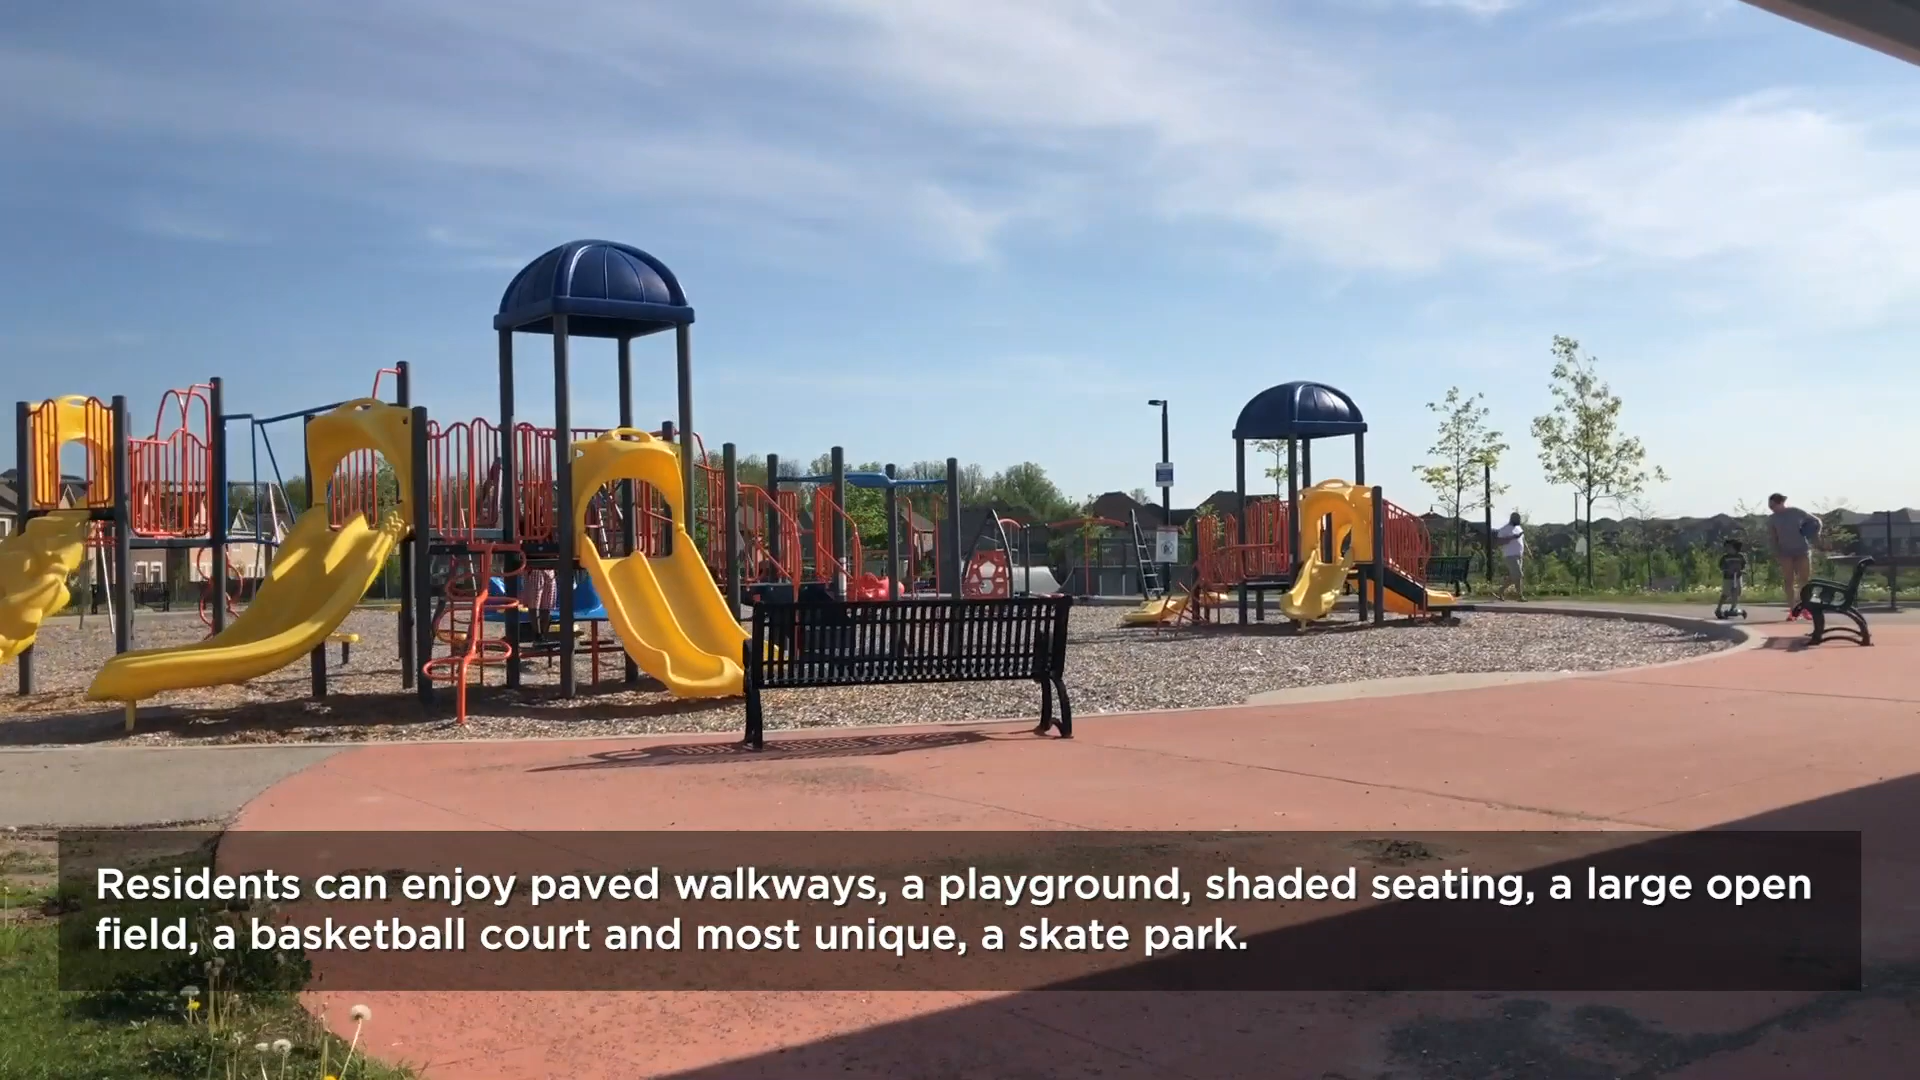 Residents can enjoy paved walkways, a playground, shaded seating, a large open
field, a basketball court and most unique, a skate park.